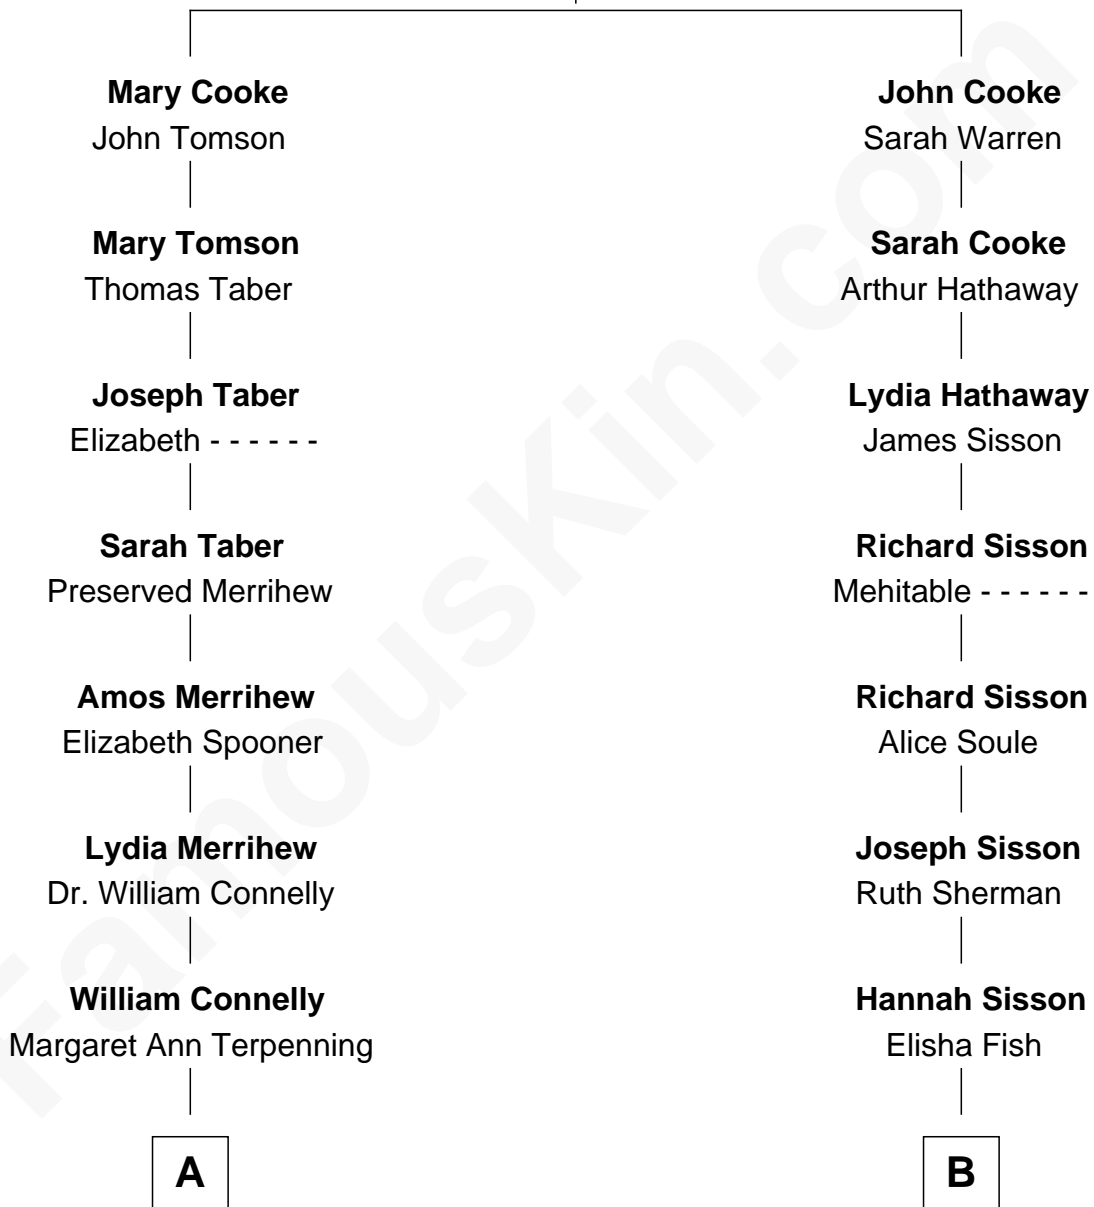 Mary Cooke
John Tomson
Mary Tomson
Thomas Taber
Joseph Taber
Elizabeth - - - - - -
Sarah Taber
Preserved Merrihew
Amos Merrihew
Elizabeth Spooner
Lydia Merrihew
Dr. William Connelly
William Connelly
Margaret Ann Terpenning
A
John Cooke
Sarah Warren
Sarah Cooke
Arthur Hathaway
Lydia Hathaway
James Sisson
Richard Sisson
Mehitable - - - - - -
Richard Sisson
Alice Soule
Joseph Sisson
Ruth Sherman
Hannah Sisson
Elisha Fish
B
FamousKin.com